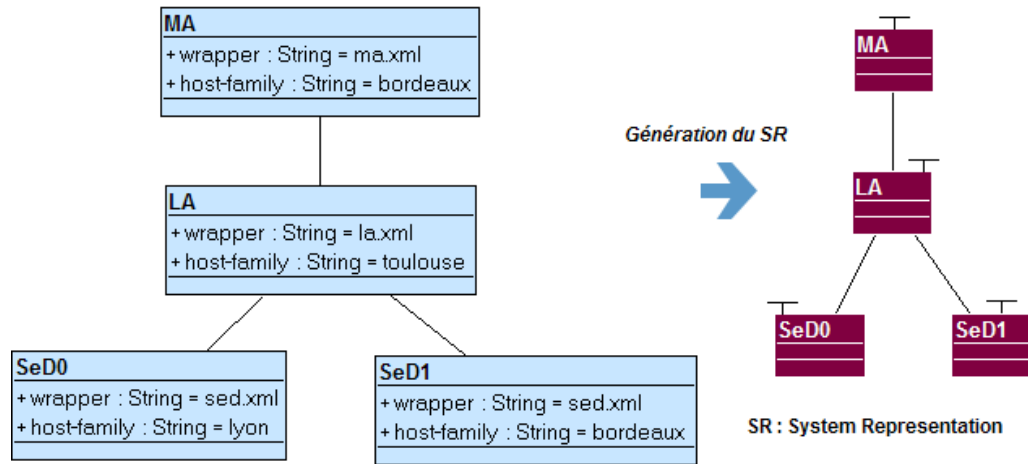 MA
+ wrapper : String = ma.xml
+ host-family : String = bordeaux
LA
+ wrapper : String = la.xml
+ host-family : String = toulouse
SeD0
+ wrapper : String = sed.xml
+ host-family : String = lyon
SeD1
+ wrapper : String = sed.xml
+ host-family : String = bordeaux
Génération du SR
MA
LA
SeD0
SeD1
SR : System Representation